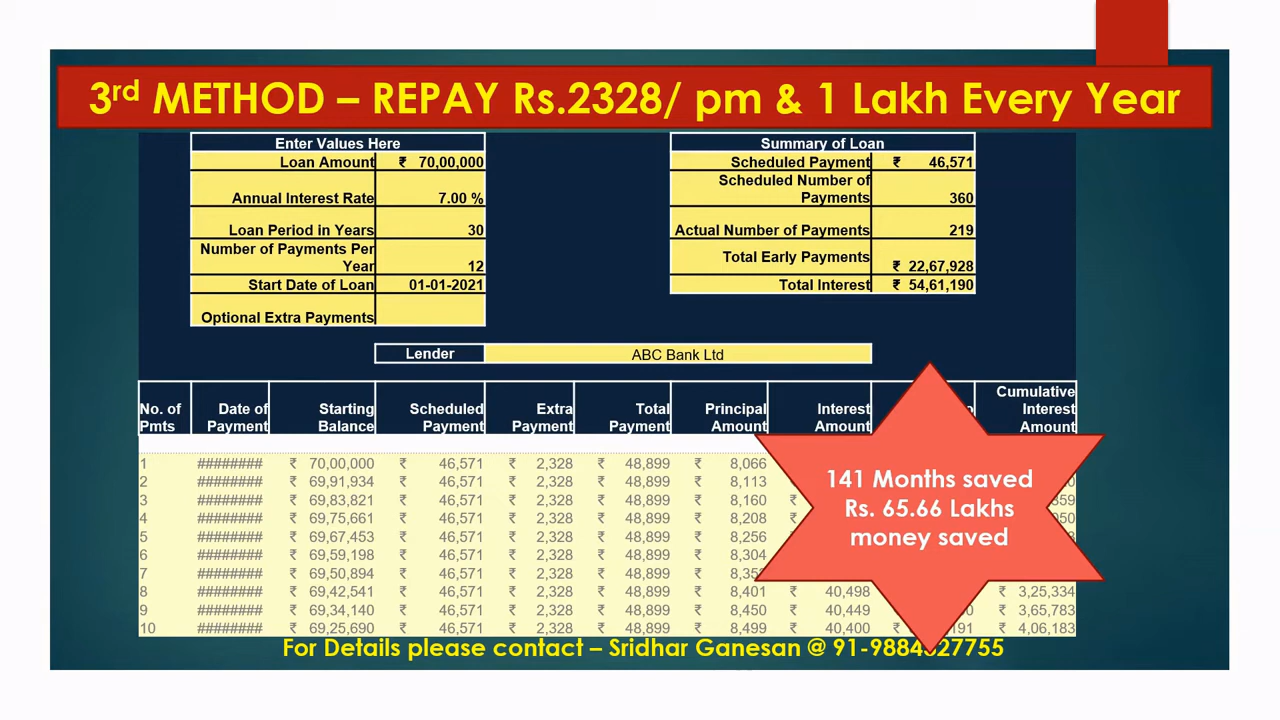 3rd METHOD – REPAY Rs.2328/ pm & 1 Lakh Every Year
Enter Values Here
Loan Amount ₹ 70,00,000
Annual Interest Rate 7.00 %
Loan Period in Years 30
Number of Payments Per
Year 12
Start Date of Loan 01-01-2021
Optional Extra Payments
Summary of Loan
Scheduled Payment ₹ 46,571
Scheduled Number of
Payments 360
Actual Number of Payments 219
Total Early Payments ₹ 22,67,928
Total Interest ₹ 54,61,190
Lender ABC Bank Ltd
No. of Pmts Date of Payment Starting Balance Scheduled Payment Extra Payment Total Payment Principal Amount Interest Amount Cumulative Interest Amount
1 ######## ₹ 70,00,000 ₹ 46,571 ₹ 2,328 ₹ 48,899 ₹ 8,066
2 ######## ₹ 69,91,934 ₹ 46,571 ₹ 2,328 ₹ 48,899 ₹ 8,113
3 ######## ₹ 69,83,821 ₹ 46,571 ₹ 2,328 ₹ 48,899 ₹ 8,160 ₹
4 ######## ₹ 69,75,661 ₹ 46,571 ₹ 2,328 ₹ 48,899 ₹ 8,208 ₹
5 ######## ₹ 69,67,453 ₹ 46,571 ₹ 2,328 ₹ 48,899 ₹ 8,256 ₹
6 ######## ₹ 69,59,198 ₹ 46,571 ₹ 2,328 ₹ 48,899 ₹ 8,304
7 ######## ₹ 69,50,894 ₹ 46,571 ₹ 2,328 ₹ 48,899 ₹
8 ######## ₹ 69,42,541 ₹ 46,571 ₹ 2,328 ₹ 48,899 ₹ 8,401 ₹ 40,498 ₹ 3,25,334
9 ######## ₹ 69,34,140 ₹ 46,571 ₹ 2,328 ₹ 48,899 ₹ 8,450 ₹ 40,449 ₹ 3,65,783
10 ######## ₹ 69,25,690 ₹ 46,571 ₹ 2,328 ₹ 48,899 ₹ 8,499 ₹ 40,400 ₹ 4,06,183
141 Months saved
Rs. 65.66 Lakhs
money saved
For Details please contact – Sridhar Ganesan @